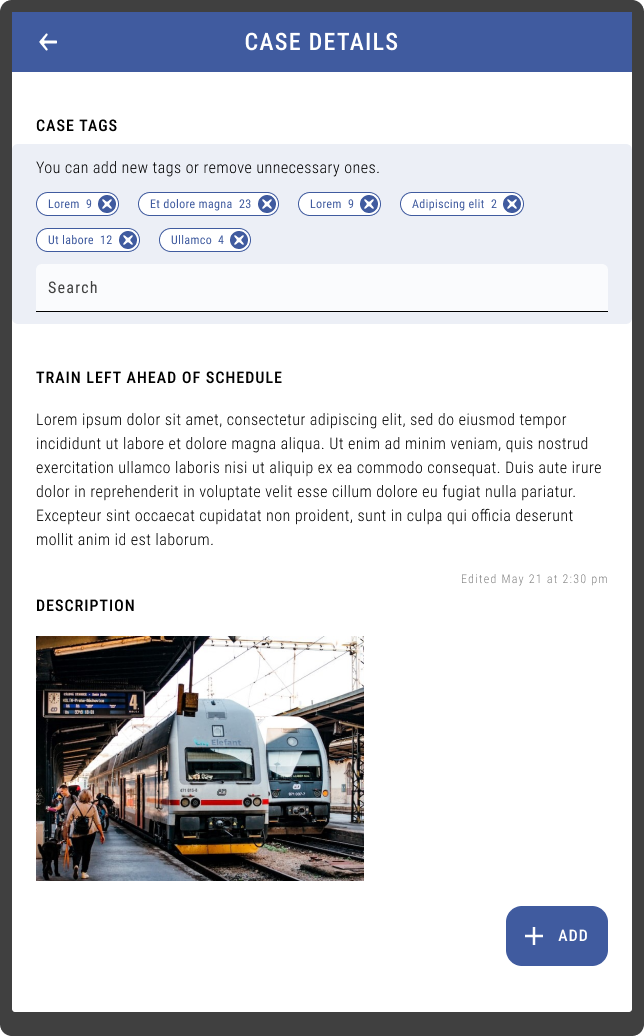 CASE DETAILS
CASE TAGS
You can add new tags or remove unnecessary ones.
Lorem 9 Et dolore magna 23 Lorem 9 Adipiscing elit 2
Ut labore 12 Ullamco 4
Search
TRAIN LEFT AHEAD OF SCHEDULE
Lorem ipsum dolor sit amet, consectetur adipiscing elit, sed do eiusmod tempor
incididunt ut labore et dolore magna aliqua. Ut enim ad minim veniam, quis nostrud
exercitation ullamco laboris nisi ut aliquip ex ea commodo consequat. Duis aute irure
dolor in reprehenderit in voluptate velit esse cillum dolore eu fugiat nulla pariatur.
Excepteur sint occaecat cupidatat non proident, sunt in culpa qui officia deserunt
mollit anim id est laborum.
Edited May 21 at 2:30 pm
DESCRIPTION
4
Elefant
ADD